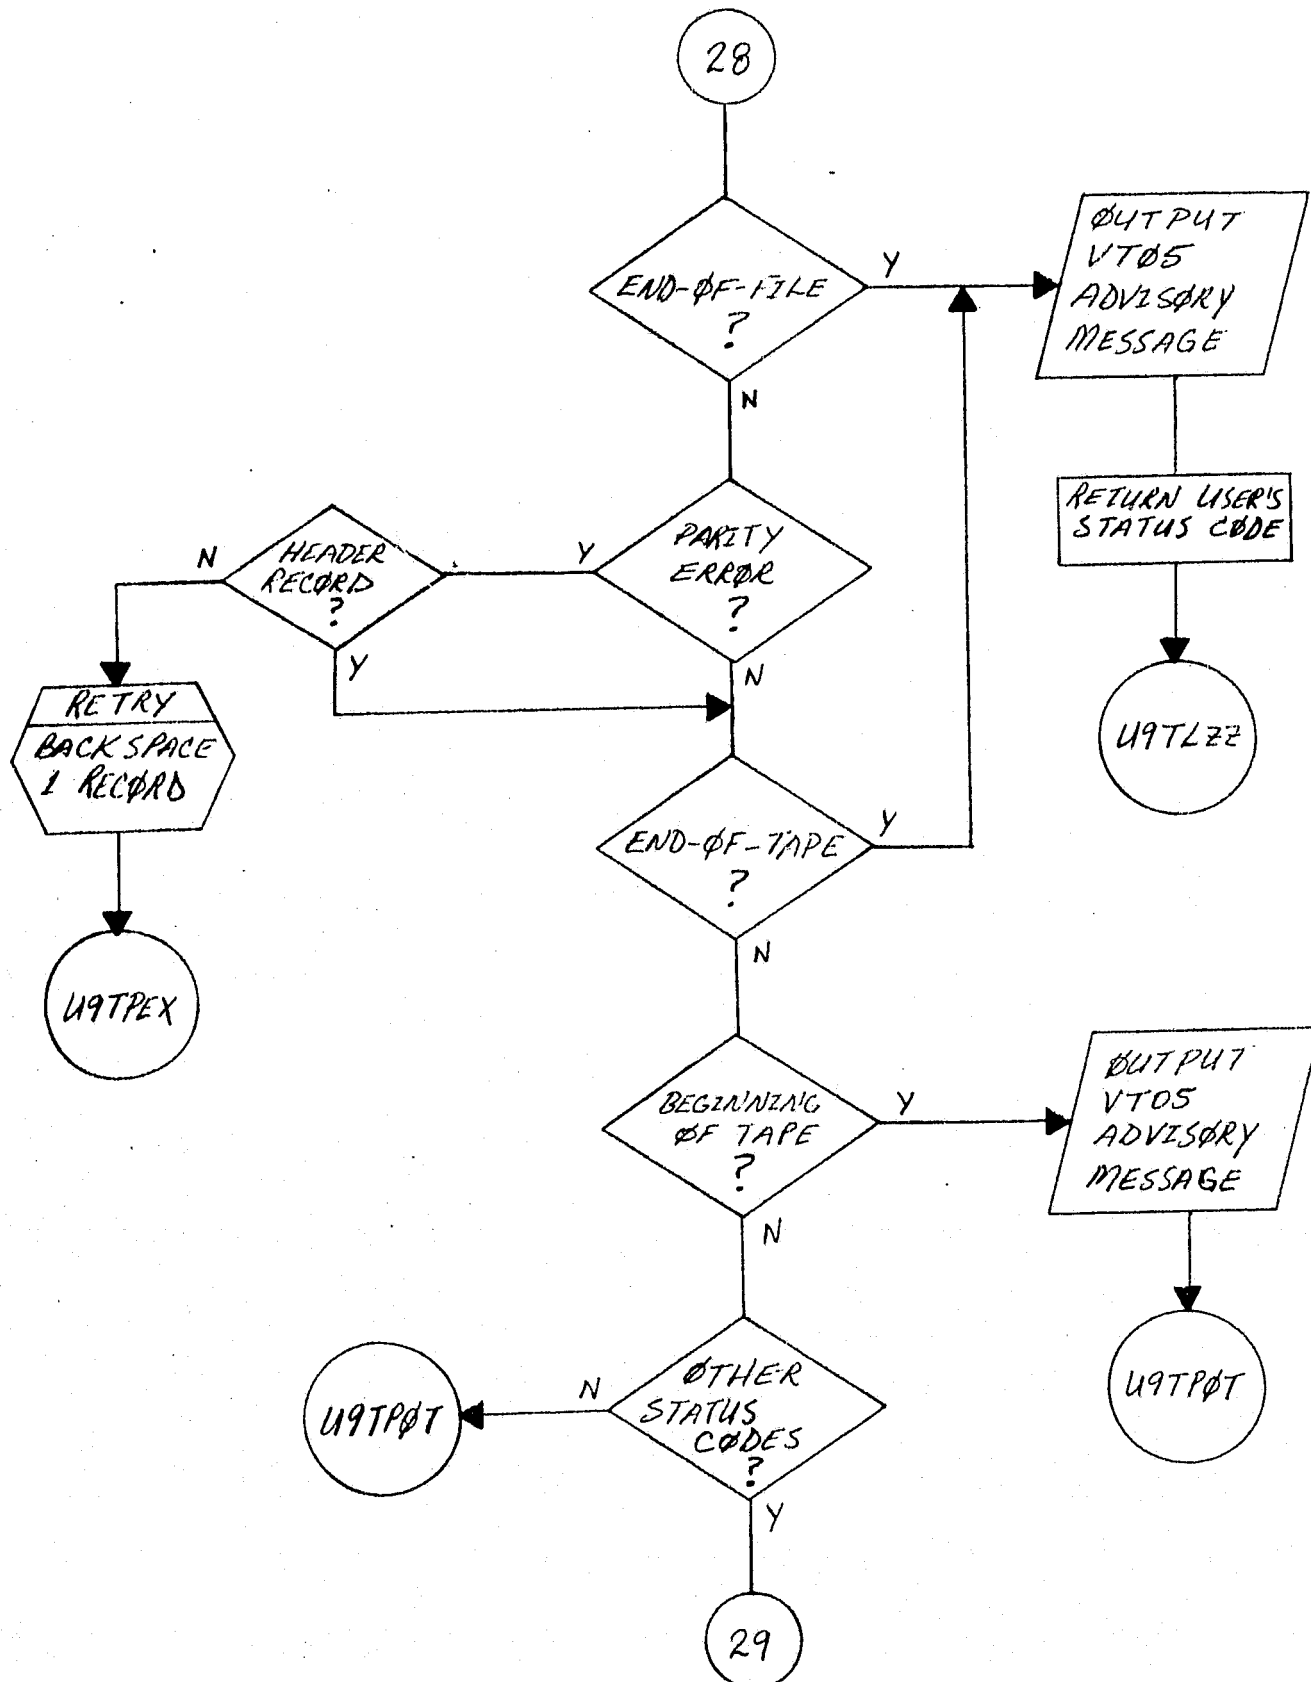 28
END-ØF-FILE
?
Y
N
ØUTPUT
VTØ5
ADVISØRY
MESSAGE
RETURN USER'S
STATUS CØDE
U9TLZZ
PARITY
ERRØR
?
Y
N
HEADER
RECØRD
?
N
Y
RETRY
BACKSPACE
1 RECØRD
U9TPEX
END-ØF-TAPE
?
Y
N
BEGINNING
ØF TAPE
?
Y
N
ØUTPUT
VT05
ADVISØRY
MESSAGE
U9TPØT
ØTHER
STATUS
CØDES
?
N
Y
U9TPØT
29